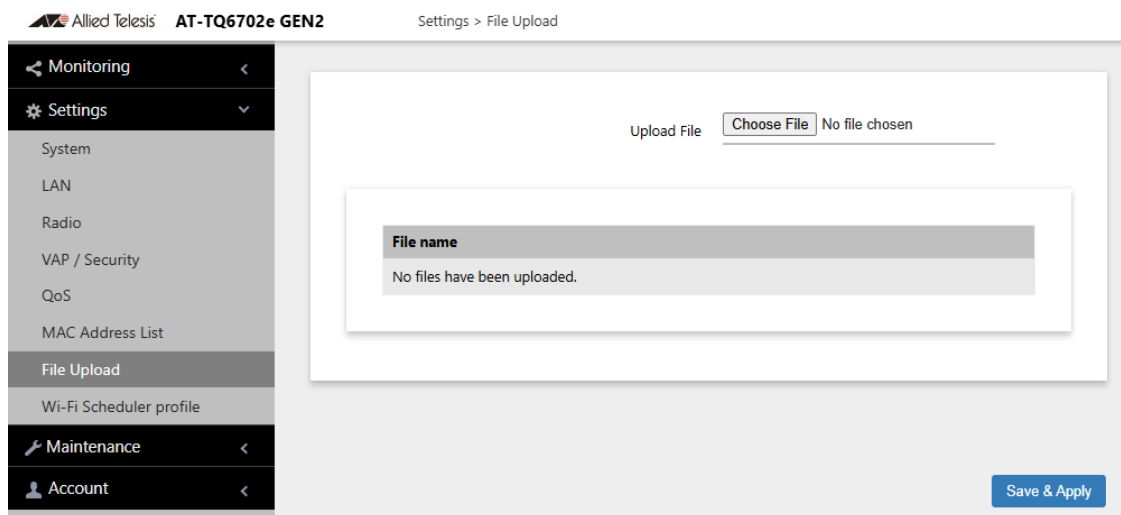 Allied Telesis AT-TQ6702e GEN2 Settings > File Upload
Monitoring
Settings
System
LAN
Radio
VAP / Security
QoS
MAC Address List
File Upload
Wi-Fi Scheduler profile
Maintenance
Account
Upload File Choose File No file chosen
File name
No files have been uploaded.
Save & Apply